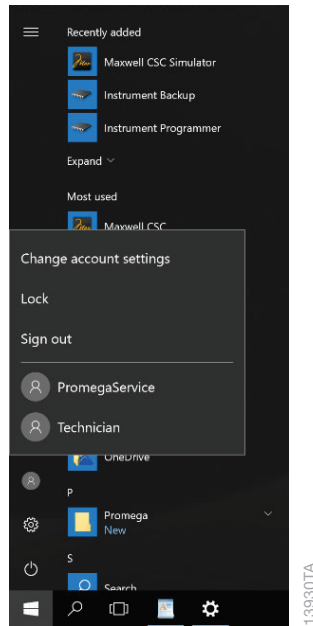 Recently added
Maxwell CSC Simulator
Instrument Backup
Instrument Programmer
Expand
Most used
Maxwell CSC
Change account settings
Lock
Sign out
PromegaService
Technician
OneDrive
P
Promega
New
S
Search
13930TA